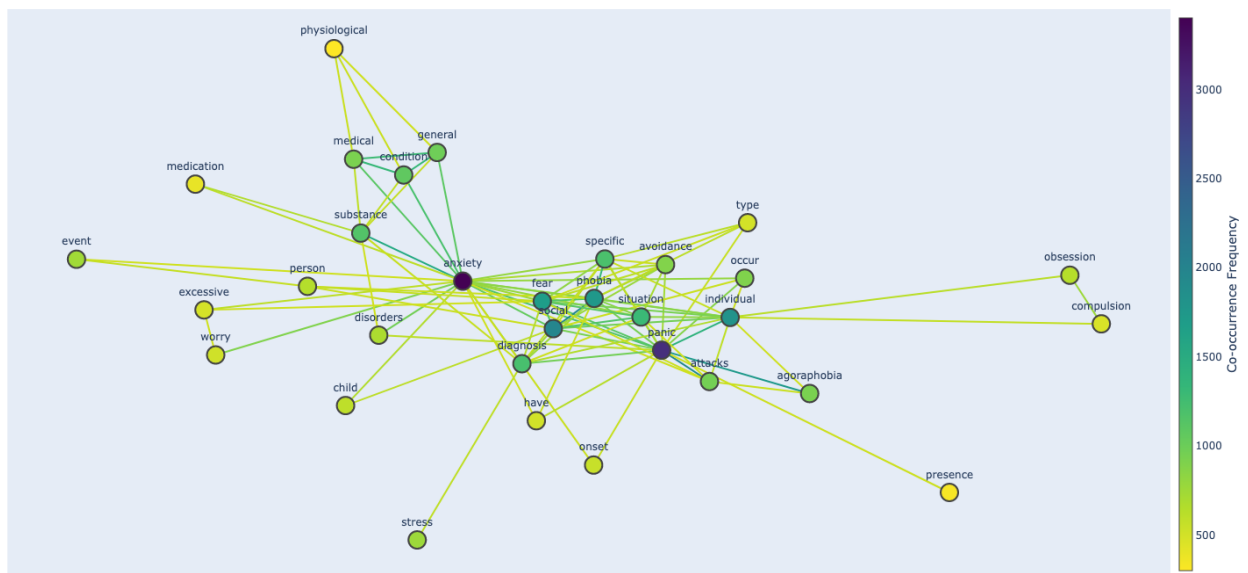 physiological
general
medical
condition
medication
substance
type
event
specific
avoidance
anxiety
occur
person
fear
phobia
obsession
excessive
situation
individual
social
compulsion
disorders
worry
panic
diagnosis
attacks
agoraphobia
child
have
onset
presence
stress
3000
2500
2000
1500
1000
500
Co-occurrence Frequency